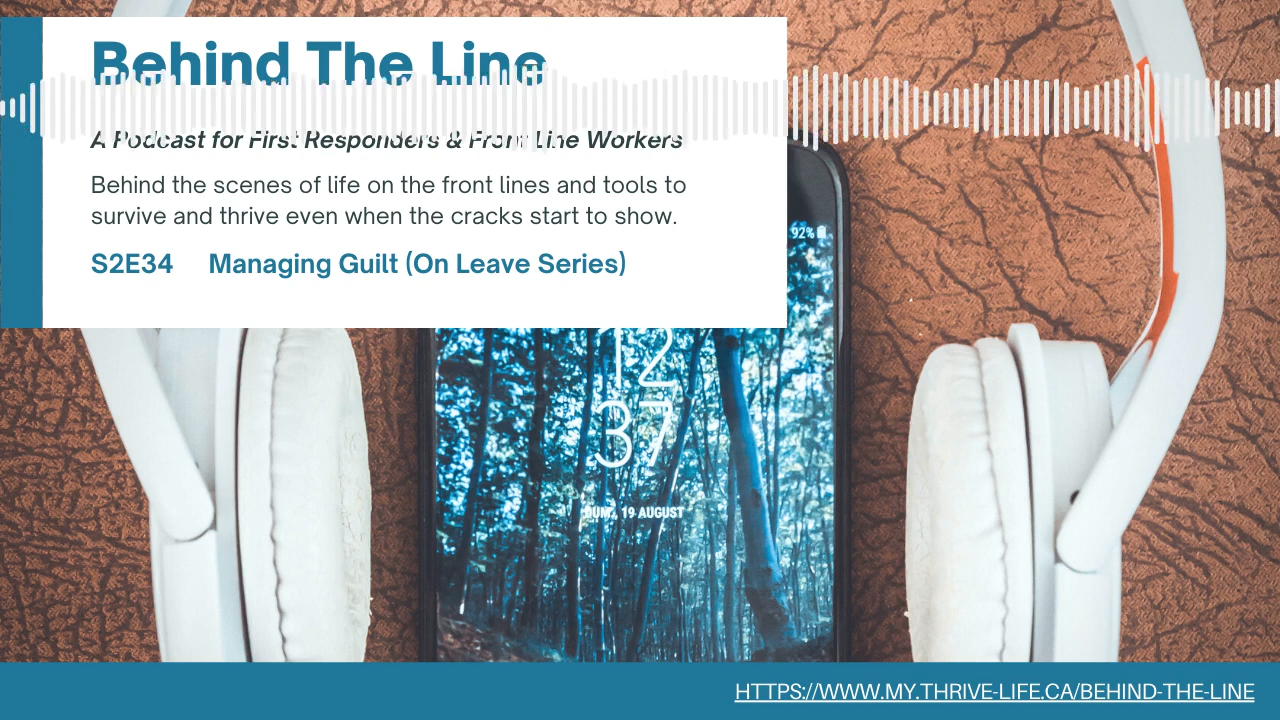 Behind The Line
A Podcast for First Responders & Front Line Workers
Behind the scenes of life on the front lines and tools to
survive and thrive even when the cracks start to show.
S2E34 Managing Guilt (On Leave Series)
92%
12
37
DUM., 19 AUGUST
HTTPS://WWW.MY.THRIVE-LIFE.CA/BEHIND-THE-LINE